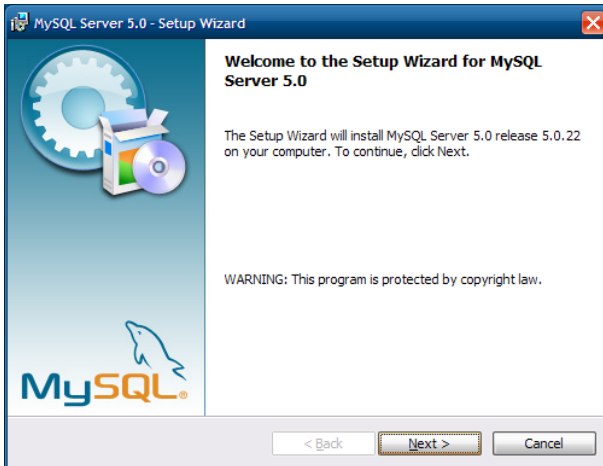 MySQL Server 5.0 - Setup Wizard
Welcome to the Setup Wizard for MySQL
Server 5.0
The Setup Wizard will install MySQL Server 5.0 release 5.0.22
on your computer. To continue, click Next.
WARNING: This program is protected by copyright law.
MySQL®
< Back
Next >
Cancel